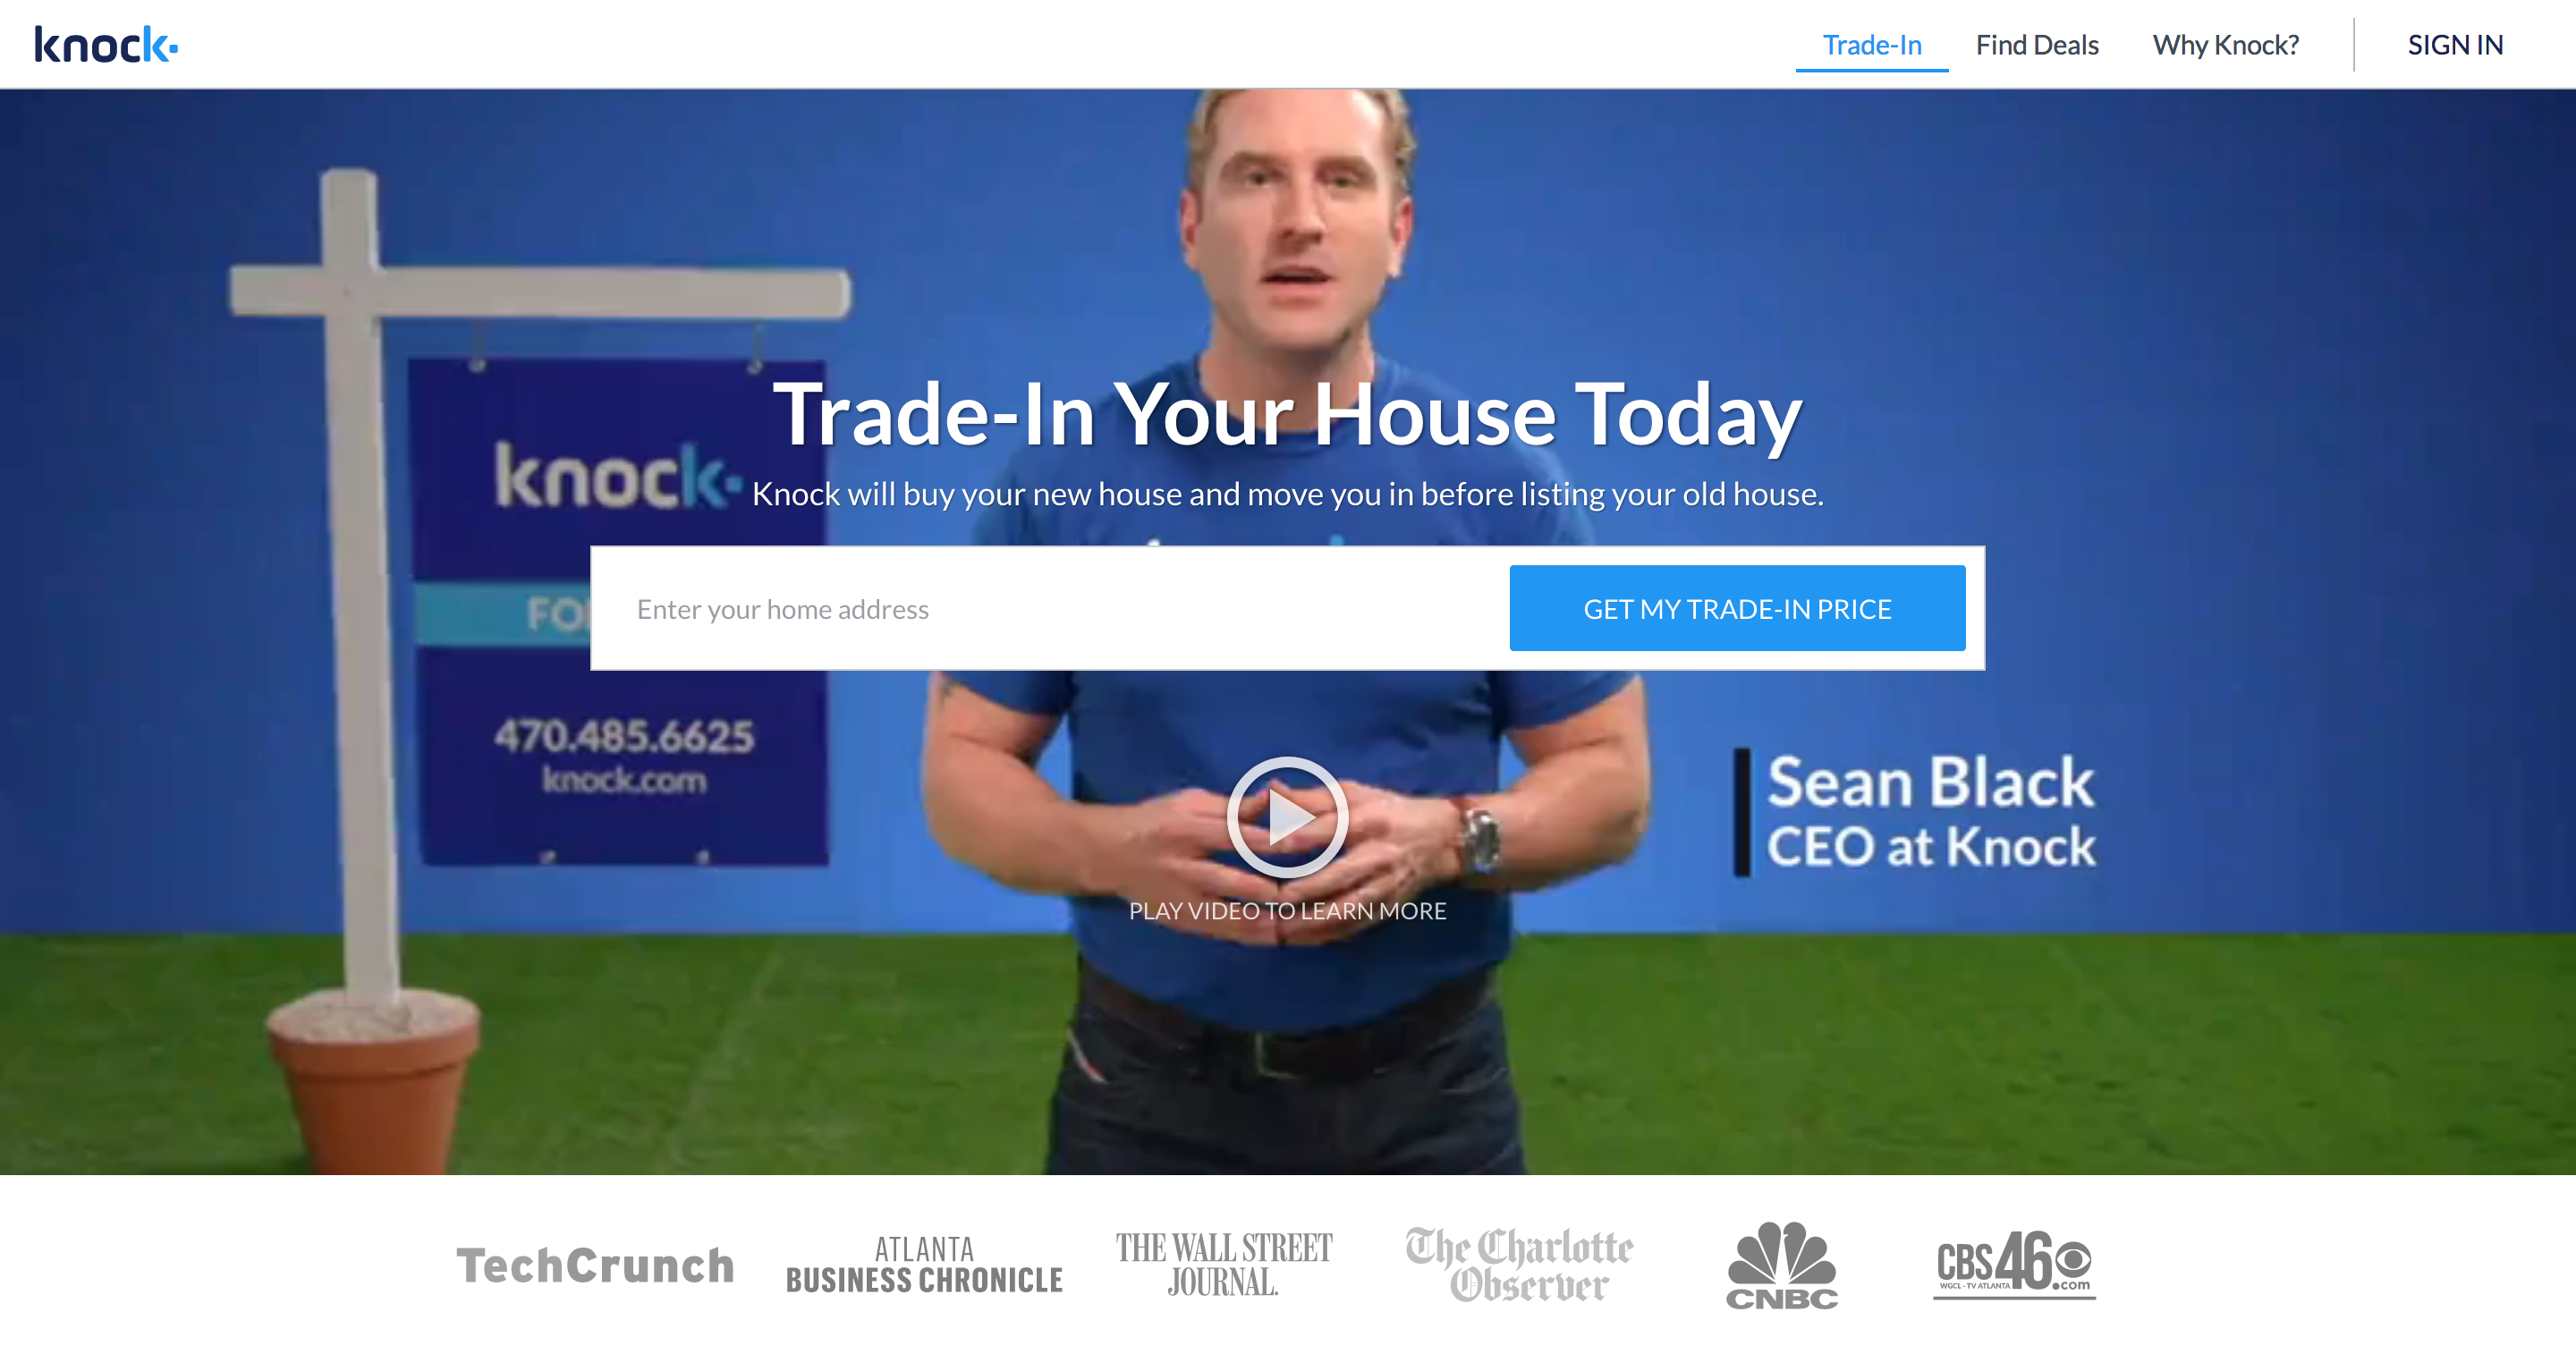 knock
Trade-In
Find Deals
Why Knock?
SIGN IN
Trade-In Your House Today
Knock will buy your new house and move you in before listing your old house.
Enter your home address
GET MY TRADE-IN PRICE
PLAY VIDEO TO LEARN MORE
knock
470.485.6625
knock.com
Sean Black
CEO at Knock
TechCrunch
ATLANTA
BUSINESS CHRONICLE
THE WALL STREET
JOURNAL.
The Charlotte
Observer
CNBC
CBS46.com
WGCL-TV ATLANTA